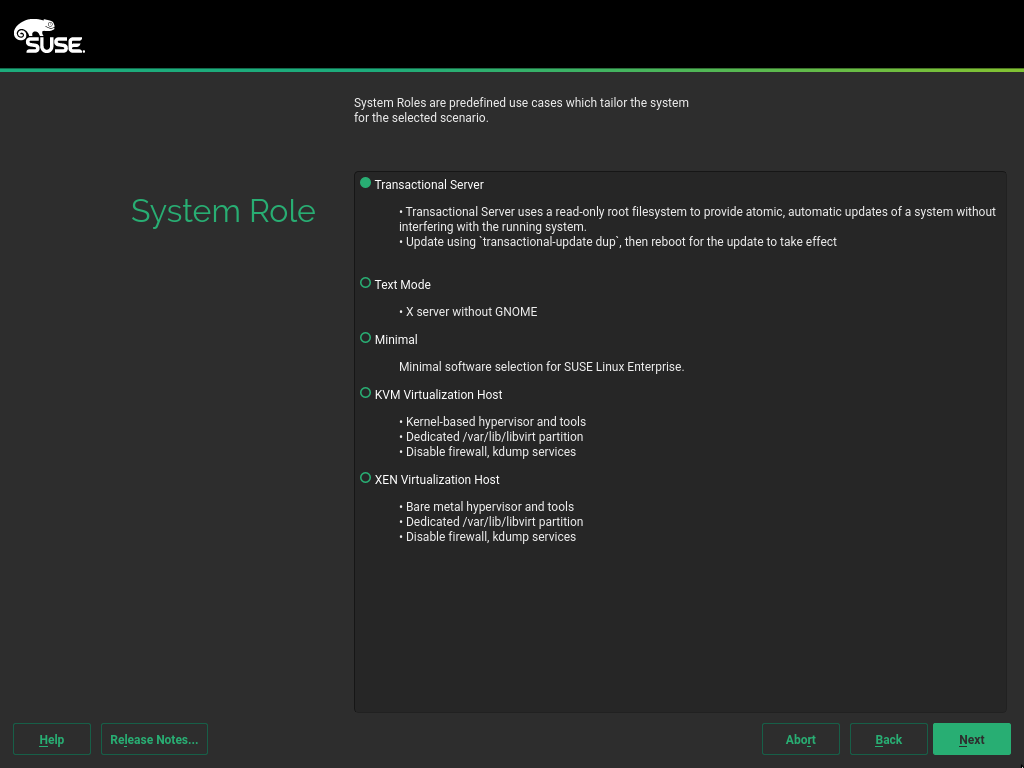 SUSE.
System Roles are predefined use cases which tailor the system
for the selected scenario.
System Role
Transactional Server
• Transactional Server uses a read-only root filesystem to provide atomic, automatic updates of a system without
interfering with the running system.
• Update using `transactional-update dup`, then reboot for the update to take effect
Text Mode
• X server without GNOME
Minimal
Minimal software selection for SUSE Linux Enterprise.
KVM Virtualization Host
• Kernel-based hypervisor and tools
• Dedicated /var/lib/libvirt partition
• Disable firewall, kdump services
XEN Virtualization Host
• Bare metal hypervisor and tools
• Dedicated /var/lib/libvirt partition
• Disable firewall, kdump services
Help Release Notes... Abort Back Next